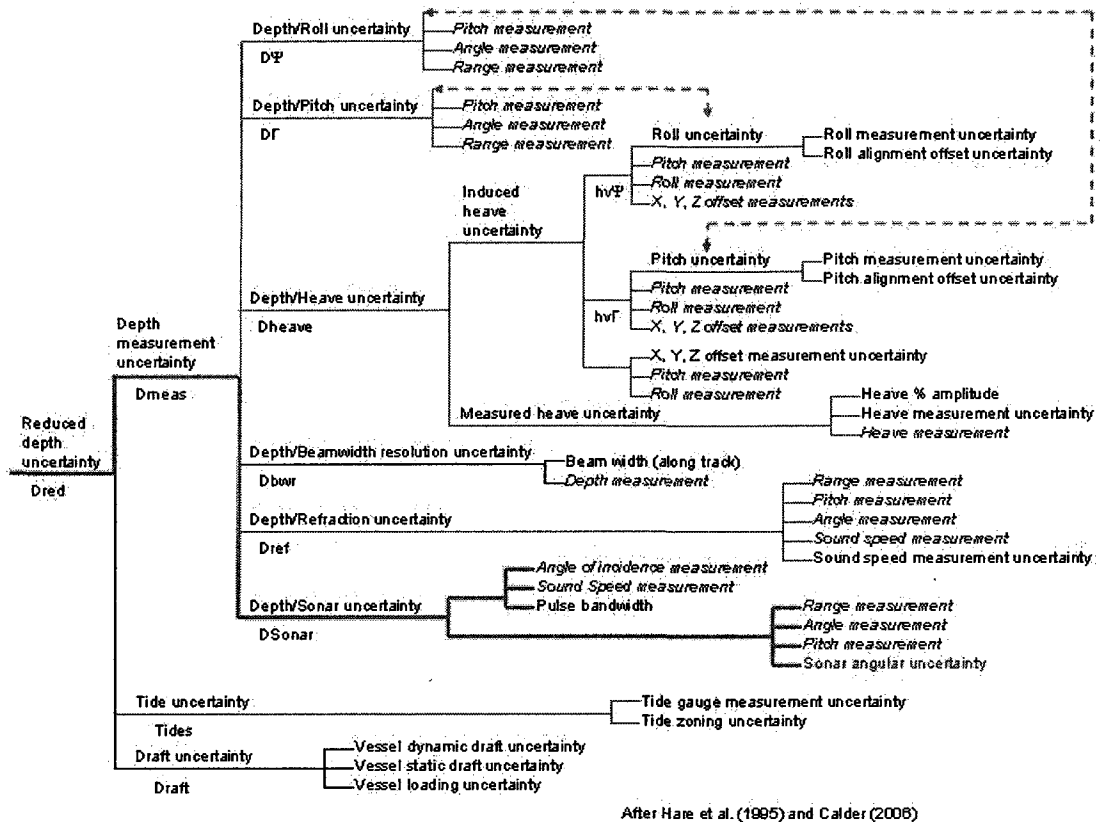 Depth/Roll uncertainty
DΨ
Pitch measurement
Angle measurement
Range measurement
Depth/Pitch uncertainty
DΓ
Pitch measurement
Angle measurement
Range measurement
Roll uncertainty
Roll measurement uncertainty
Roll alignment offset uncertainty
hvΨ
Pitch measurement
Roll measurement
X, Y, Z offset measurements
Induced
heave
uncertainty
Pitch uncertainty
Pitch measurement uncertainty
Pitch alignment offset uncertainty
hvΓ
Pitch measurement
Roll measurement
X, Y, Z offset measurements
Depth/Heave uncertainty
Dheave
X, Y, Z offset measurement uncertainty
Pitch measurement
Roll measurement
Measured heave uncertainty
Heave % amplitude
Heave measurement uncertainty
Heave measurement
Depth
measurement
uncertainty
Dmeas
Reduced
depth
uncertainty
Dred
Depth/Beamwidth resolution uncertainty
Dbwr
Beam width (along track)
Depth measurement
Depth/Refraction uncertainty
Dref
Range measurement
Pitch measurement
Angle measurement
Sound speed measurement
Sound speed measurement uncertainty
Depth/Sonar uncertainty
DSonar
Angle of incidence measurement
Sound Speed measurement
Pulse bandwidth
Range measurement
Angle measurement
Pitch measurement
Sonar angular uncertainty
Tide uncertainty
Tides
Tide gauge measurement uncertainty
Tide zoning uncertainty
Draft uncertainty
Draft
Vessel dynamic draft uncertainty
Vessel static draft uncertainty
Vessel loading uncertainty
After Hare et al. (1995) and Calder (2006)